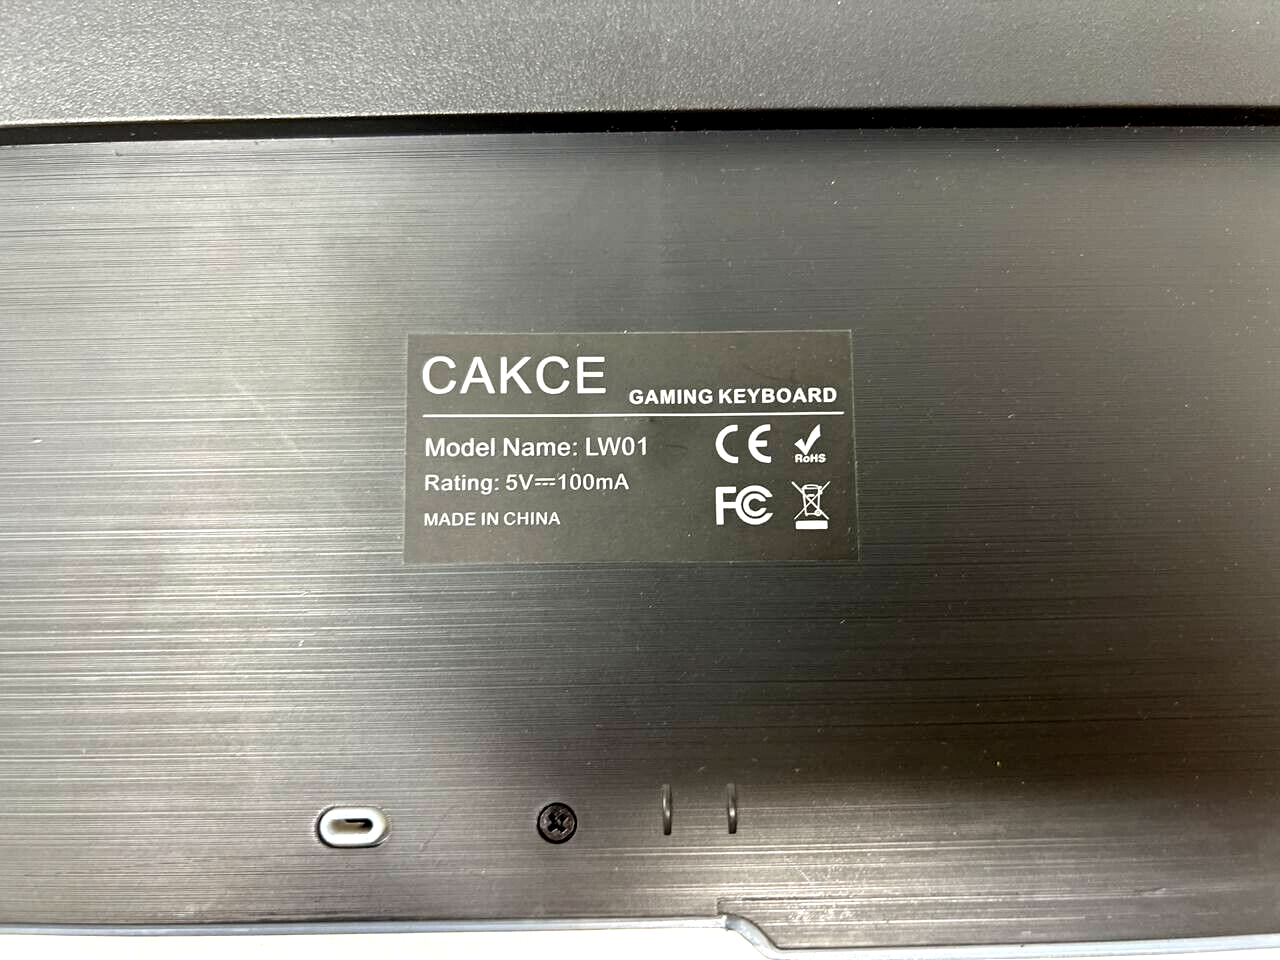 CAKCE GAMING KEYBOARD
Model Name: LW01
Rating: 5V⎓100mA
MADE IN CHINA
CE RoHS
FC